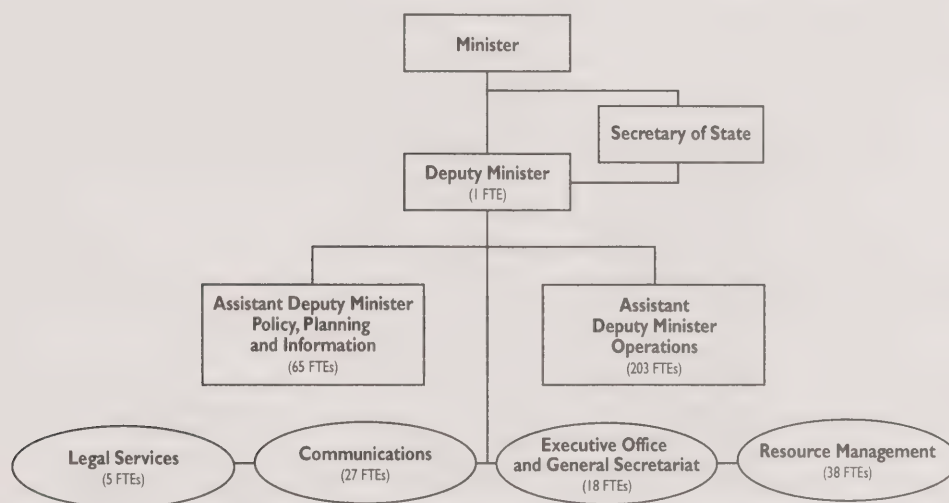 Minister
Secretary of State
Deputy Minister
(1 FTE)
Assistant Deputy Minister
Policy, Planning
and Information
(65 FTEs)
Assistant
Deputy Minister
Operations
(203 FTEs)
Legal Services
(5 FTEs)
Communications
(27 FTEs)
Executive Office
and General Secretariat
(18 FTEs)
Resource Management
(38 FTEs)